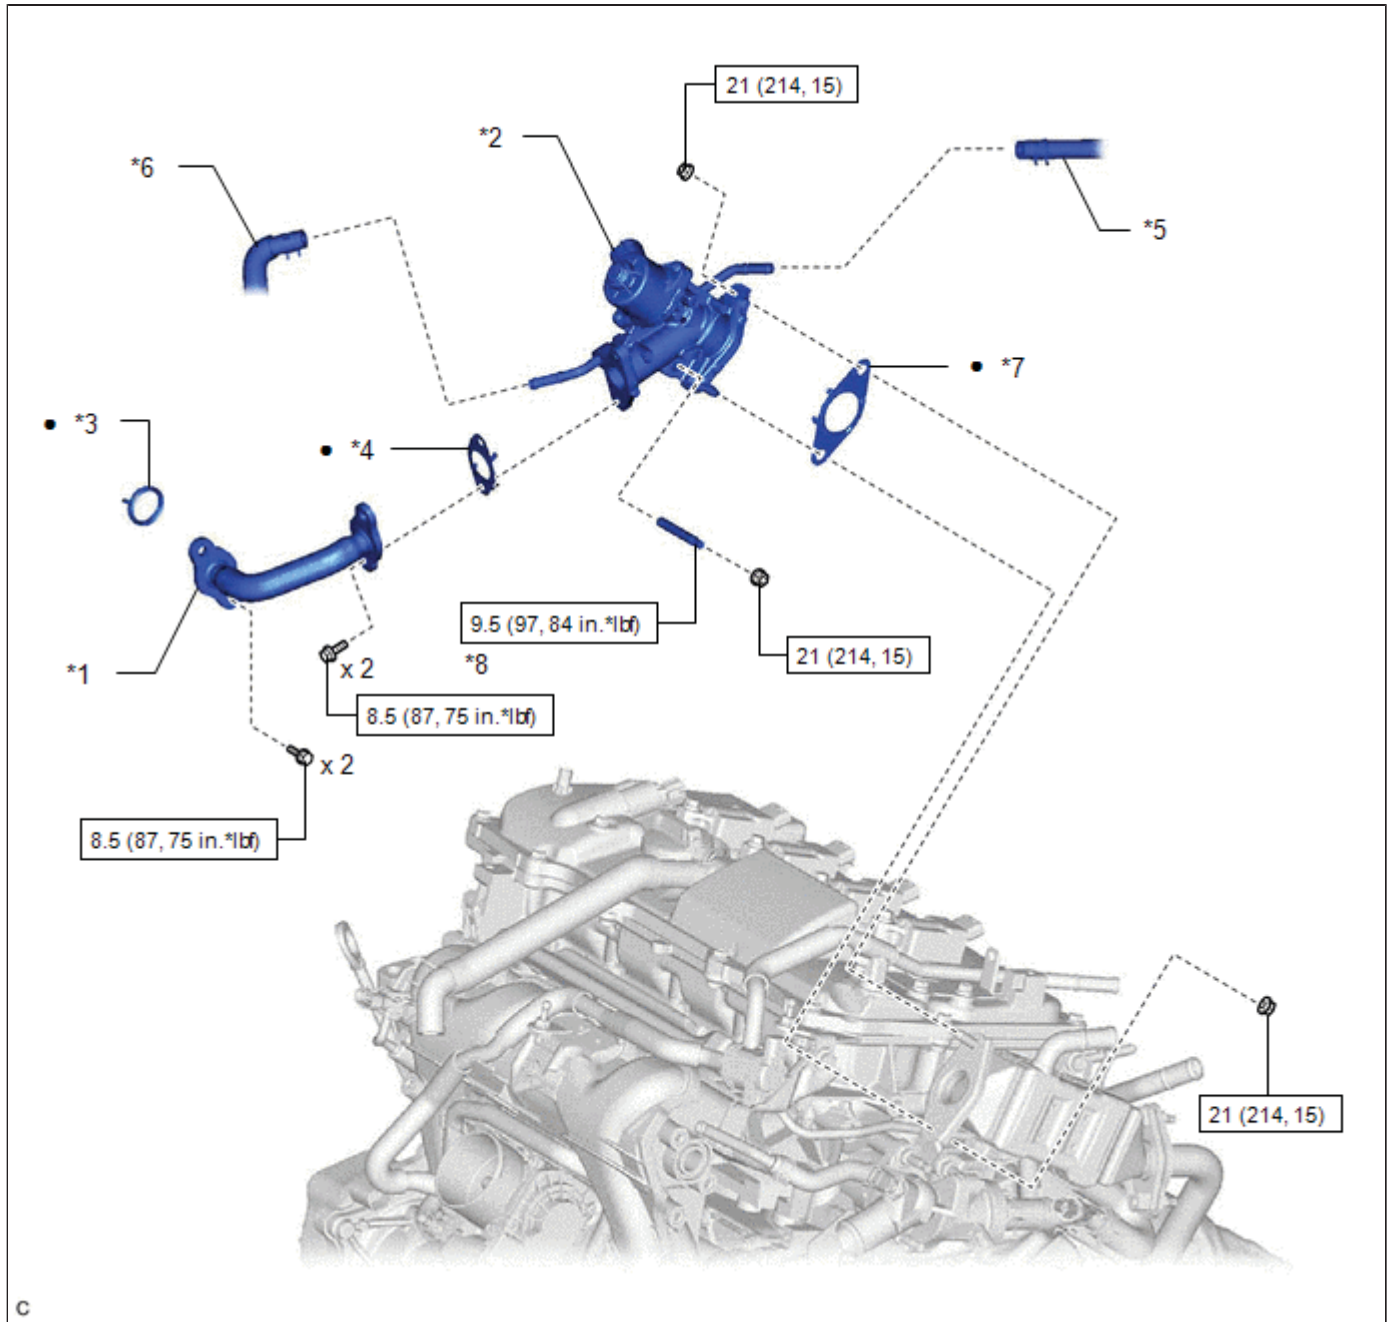 21 (214, 15)
*2
*6
*5
● *7
● *3
● *4
9.5 (97, 84 in.*lbf)
*8
21 (214, 15)
*1
x 2
8.5 (87, 75 in.*lbf)
x 2
8.5 (87, 75 in.*lbf)
21 (214, 15)
C